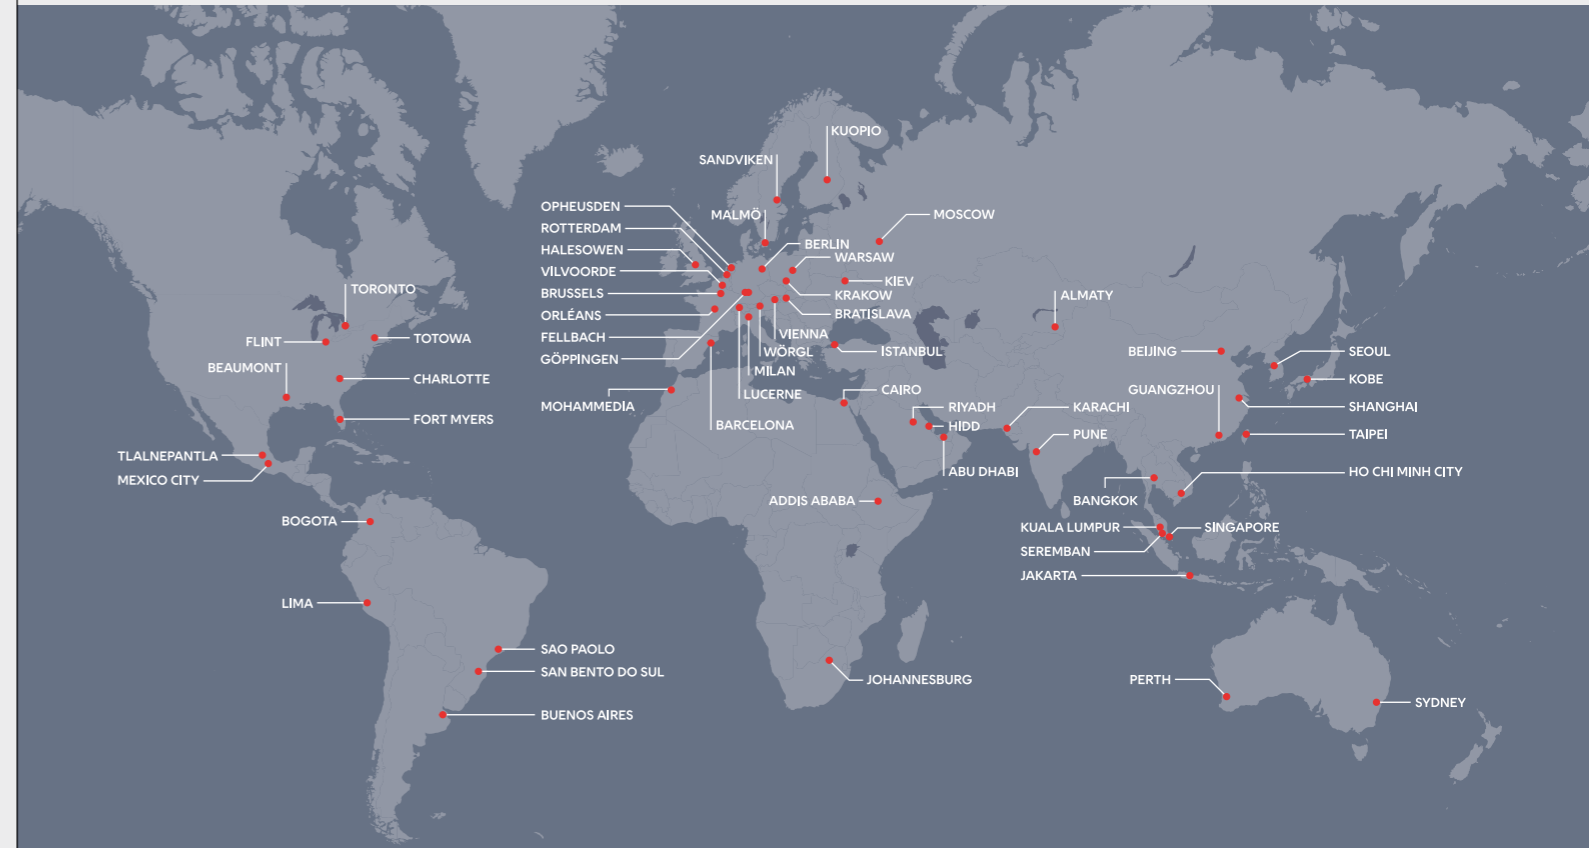 KUOPIO
SANDVIKEN
OPHEUSDEN
MALMÖ
MOSCOW
ROTTERDAM
BERLIN
HALESOWEN
WARSAW
VILVOORDE
KIEV
BRUSSELS
KRAKOW
ORLÉANS
BRATISLAVA
FELLBACH
VIENNA
GÖPPINGEN
WÖRGL
ISTANBUL
MILAN
LUCERNE
BARCELONA
MOHAMMEDIA
TORONTO
FLINT
TOTOWA
BEAUMONT
CHARLOTTE
FORT MYERS
TLALNEPANTLA
MEXICO CITY
BOGOTA
LIMA
SAO PAOLO
SAN BENTO DO SUL
BUENOS AIRES
CAIRO
RIYADH
HIDD
ABU DHABI
ADDIS ABABA
JOHANNESBURG
ALMATY
KARACHI
PUNE
BEIJING
SEOUL
KOBE
GUANGZHOU
SHANGHAI
TAIPEI
HO CHI MINH CITY
BANGKOK
KUALA LUMPUR
SINGAPORE
SEREMBAN
JAKARTA
PERTH
SYDNEY